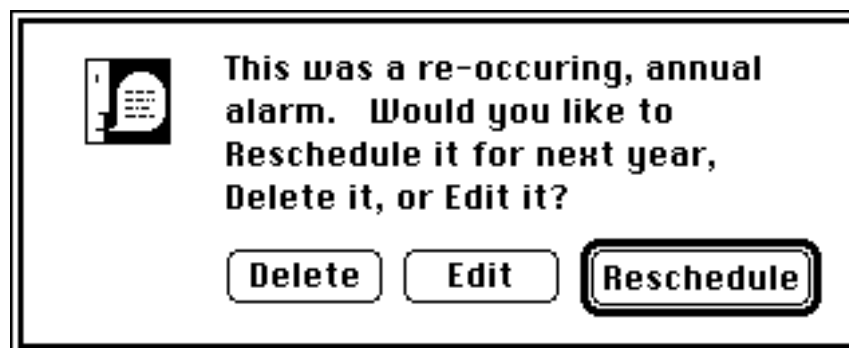 This was a re-occuring, annual
alarm.   Would you like to
Reschedule it for next year,
Delete it, or Edit it?
Delete Edit Reschedule